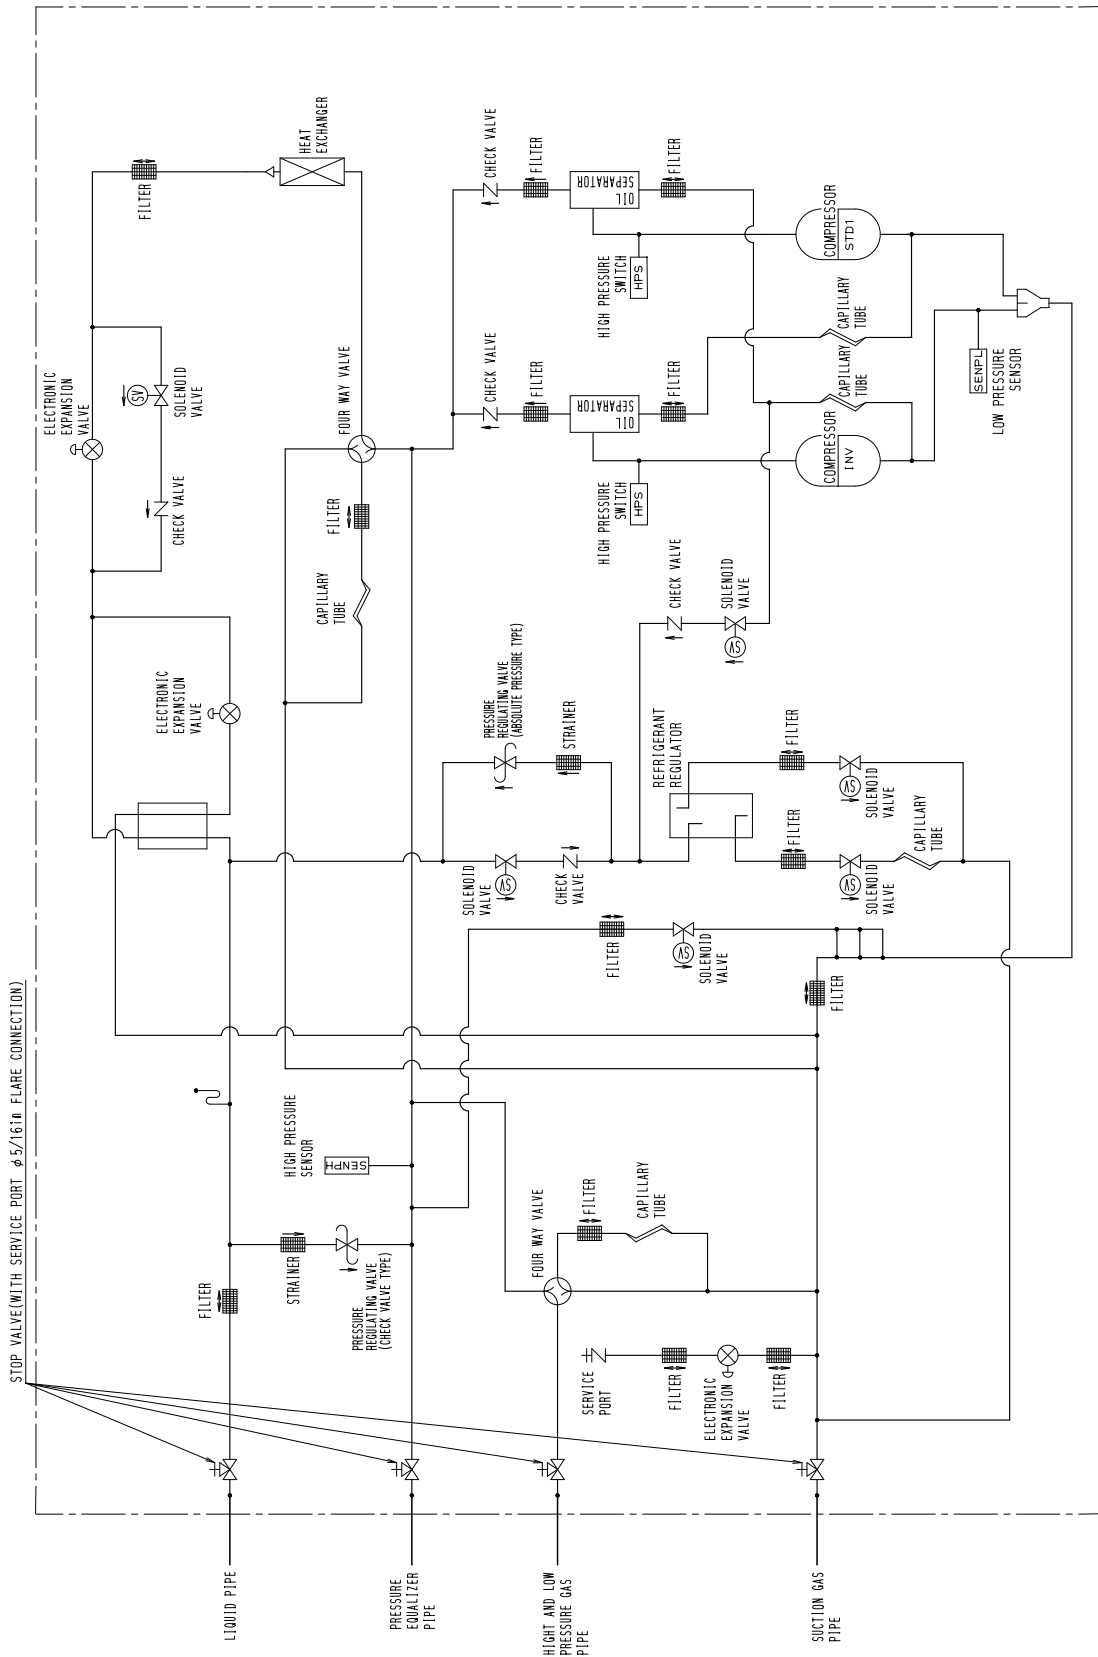 STOP VALVE(WITH SERVICE PORT φ5/16in FLARE CONNECTION)
ELECTRONIC
EXPANSION
VALVE
SV
SOLENOID
VALVE
CHECK VALVE
FILTER
HEAT
EXCHANGER
ELECTRONIC
EXPANSION
VALVE
FOUR WAY VALVE
FILTER
CAPILLARY
TUBE
CHECK VALVE
FILTER
OIL
SEPARATOR
FILTER
HIGH PRESSURE
SWITCH
HPS
COMPRESSOR
STD1
CHECK VALVE
FILTER
OIL
SEPARATOR
FILTER
HIGH PRESSURE
SWITCH
HPS
COMPRESSOR
INV
CAPILLARY
TUBE
CAPILLARY
TUBE
SENPL
LOW PRESSURE
SENSOR
CHECK VALVE
SOLENOID
VALVE
SV
PRESSURE
REGULATING VALVE
(ABSOLUTE PRESSURE TYPE)
STRAINER
REFRIGERANT
REGULATOR
FILTER
SV
SOLENOID
VALVE
FILTER
SV
SOLENOID
VALVE
CAPILLARY
TUBE
SOLENOID
VALVE
SV
CHECK
VALVE
FILTER
SV
SOLENOID
VALVE
FILTER
HIGH PRESSURE
SENSOR
SENPH
FILTER
STRAINER
PRESSURE
REGULATING VALVE
(CHECK VALVE TYPE)
FOUR WAY VALVE
FILTER
CAPILLARY
TUBE
SERVICE
PORT
FILTER
ELECTRONIC
EXPANSION
VALVE
FILTER
LIQUID PIPE
PRESSURE
EQUALIZER
PIPE
HIGHT AND LOW
PRESSURE GAS
PIPE
SUCTION GAS
PIPE